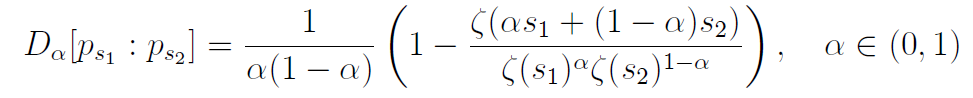 D_α[p_{s_1} : p_{s_2}] = \frac{1}{α(1 − α)} \left( 1 − \frac{ζ(αs_1 + (1 − α)s_2)}{ζ(s_1)^α ζ(s_2)^{1−α}} \right), α ∈ (0, 1)